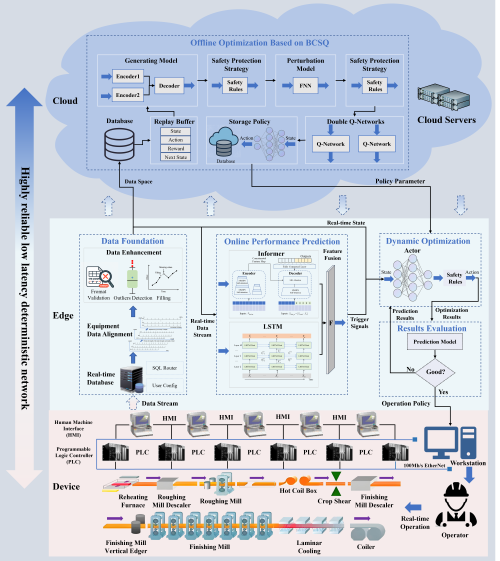 Offline Optimization Based on BCSQ
Generating Model
Safety Protection
Strategy
Perturbation
Model
Safety Protection
Strategy
Encoder1
Encoder2
Decoder
Safety
Rules
FNN
Safety
Rules
Cloud
Cloud Servers
Database
Replay Buffer
State
Action
Reward
Next State
Storage Policy
Action
State
Database
Double Q-Networks
Q-Network
Q-Network
Data Space
Policy Parameter
Highly reliable low latency deterministic network
Real-time State
Edge
Data Foundation
Data Enhancement
Format
Validation
Outliers Detection
Filling
Equipment
Data Alignment
Real-time
Database
SQL Router
User Config
Data Stream
Real-time
Data
Stream
Online Performance Prediction
Informer
Feature
Fusion
Encoder
Decoder
Outputs
LSTM
F
Trigger
Signals
Dynamic Optimization
Actor
State
Safety
Rules
Action
Prediction
Results
Optimization
Results
Results Evaluation
Prediction Model
No
Good?
Yes
Operation Policy
Human Machine
Interface
(HMI)
HMI
HMI
HMI
HMI
HMI
Programmable
Logic Controller
(PLC)
PLC
PLC
PLC
PLC
PLC
100Mb/s EtherNet
Workstation
Device
Reheating
Furnace
Roughing
Mill Descaler
Roughing Mill
Hot Coil Box
Crop Shear
Finishing
Mill Descaler
Real-time
Operation
Operator
Finishing Mill
Vertical Edger
Finishing Mill
Laminar
Cooling
Coiler